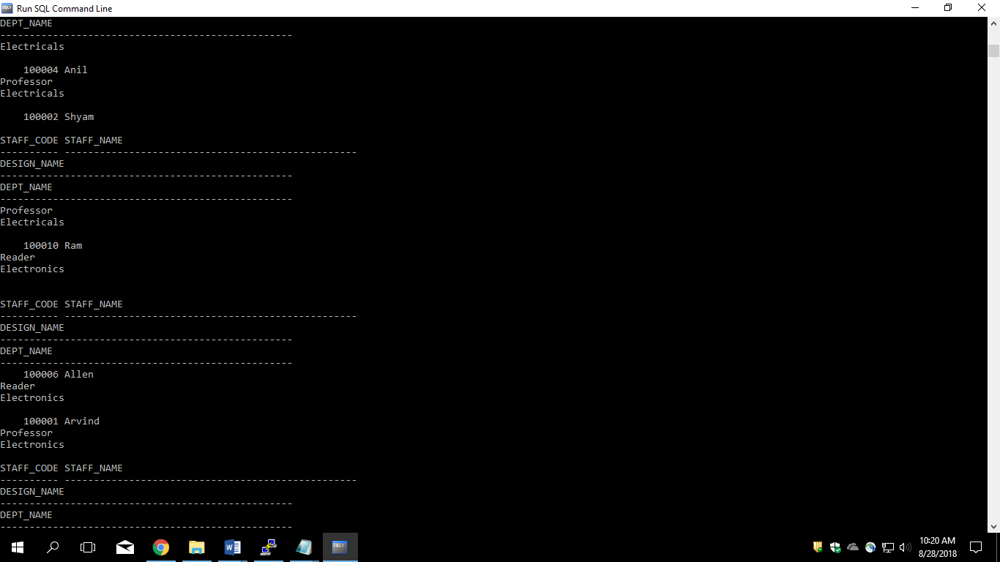 Run SQL Command Line
DEPT_NAME
--------------------------------------------------
Electricals
100004 Anil
Professor
Electricals
100002 Shyam
STAFF_CODE STAFF_NAME
---------- --------------------------------------------------
DESIGN_NAME
--------------------------------------------------
DEPT_NAME
--------------------------------------------------
Professor
Electricals
100010 Ram
Reader
Electronics
STAFF_CODE STAFF_NAME
---------- --------------------------------------------------
DESIGN_NAME
--------------------------------------------------
DEPT_NAME
--------------------------------------------------
100006 Allen
Reader
Electronics
100001 Arvind
Professor
Electronics
STAFF_CODE STAFF_NAME
---------- --------------------------------------------------
DESIGN_NAME
--------------------------------------------------
DEPT_NAME
--------------------------------------------------
10:20 AM
8/28/2018